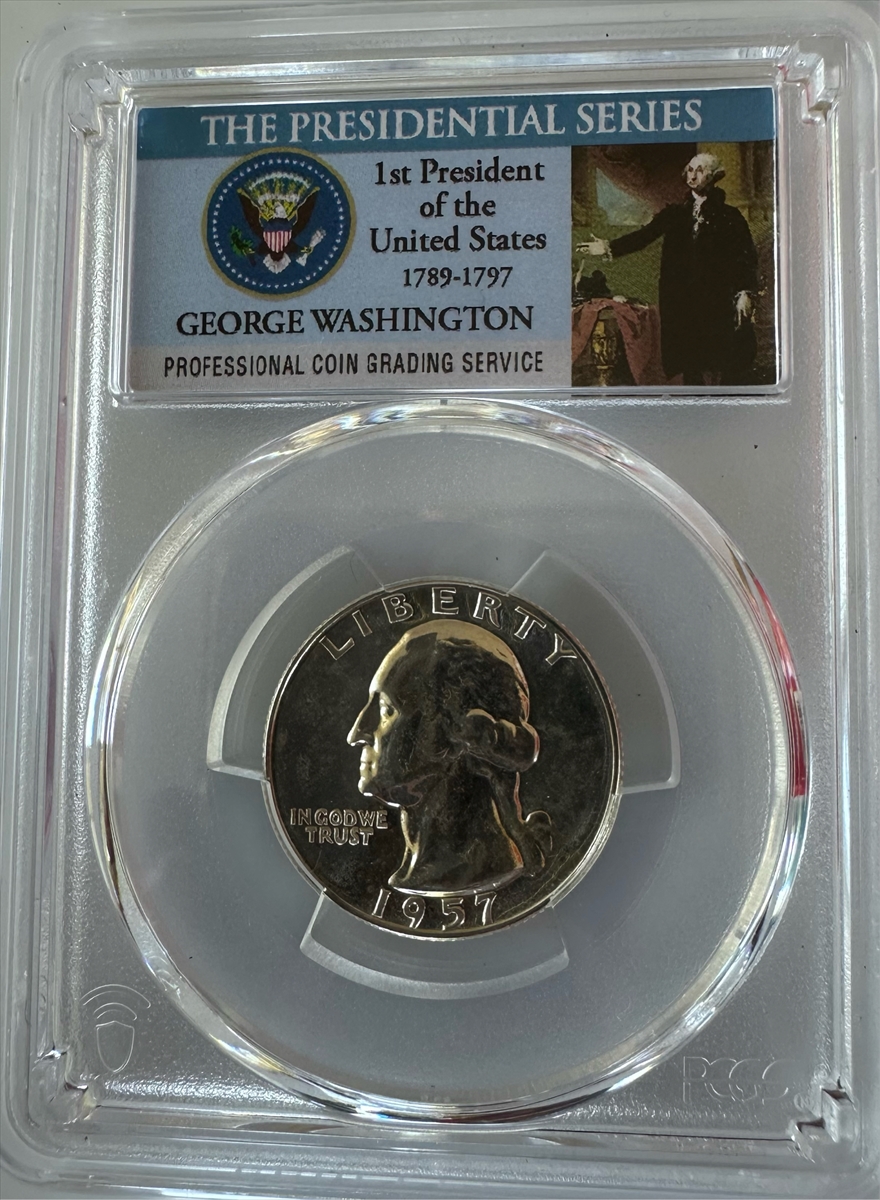 THE PRESIDENTIAL SERIES
1st President
of the
United States
1789-1797
GEORGE WASHINGTON
PROFESSIONAL COIN GRADING SERVICE
LIBERTY
IN GOD WE
TRUST
1957
PCGS